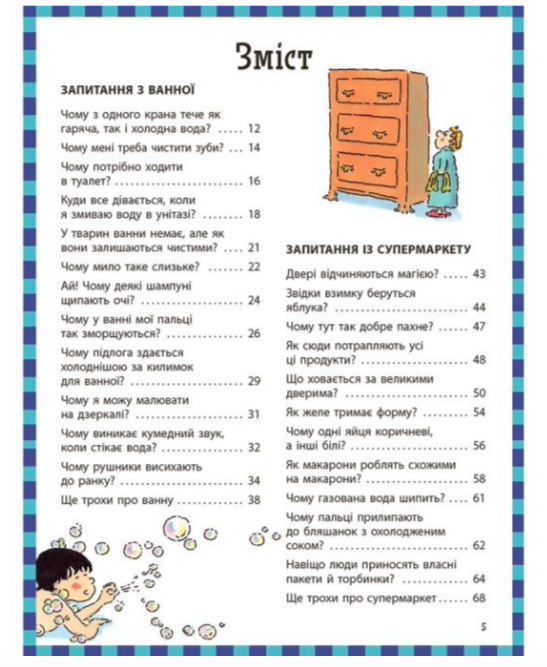 Зміст
ЗАПИТАННЯ З ВАННОЇ
Чому з одного крана тече як
гаряча, так і холодна вода? ..... 12
Чому мені треба чистити зуби? ... 14
Чому потрібно ходити
в туалет? ..................... 16
Куди все дівається, коли
я змиваю воду в унітазі? ........ 18
У тварин ванни немає, але як
вони залишаються чистими? .... 21
Чому мило таке слизьке? ....... 22
Ай! Чому деякі шампуні
щипають очі? ................. 24
Чому у ванні мої пальці
так зморщуються? ............. 26
Чому підлога здається
холоднішою за килимок
для ванної? ................... 29
Чому я можу малювати
на дзеркалі? .................. 31
Чому виникає кумедний звук,
коли стікає вода? .............. 32
Чому рушники висихають
до ранку? ..................... 34
Ще трохи про ванну ............ 38
ЗАПИТАННЯ ІЗ СУПЕРМАРКЕТУ
Двері відчиняються магією? ..... 43
Звідки взимку беруться
яблука? ...................... 44
Чому тут так добре пахне? ...... 47
Як сюди потрапляють усі
ці продукти? .................. 48
Що ховається за великими
дверима? ..................... 50
Як желе тримає форму? ........ 54
Чому одні яйця коричневі,
а інші білі? ................... 56
Як макарони роблять схожими
на макарони? ................. 58
Чому газована вода шипить? .... 61
Чому пальці прилипають
до бляшанок з охолодженим
соком? ....................... 62
Навіщо люди приносять власні
пакети й торбинки? ............ 64
Ще трохи про супермаркет ...... 68
5